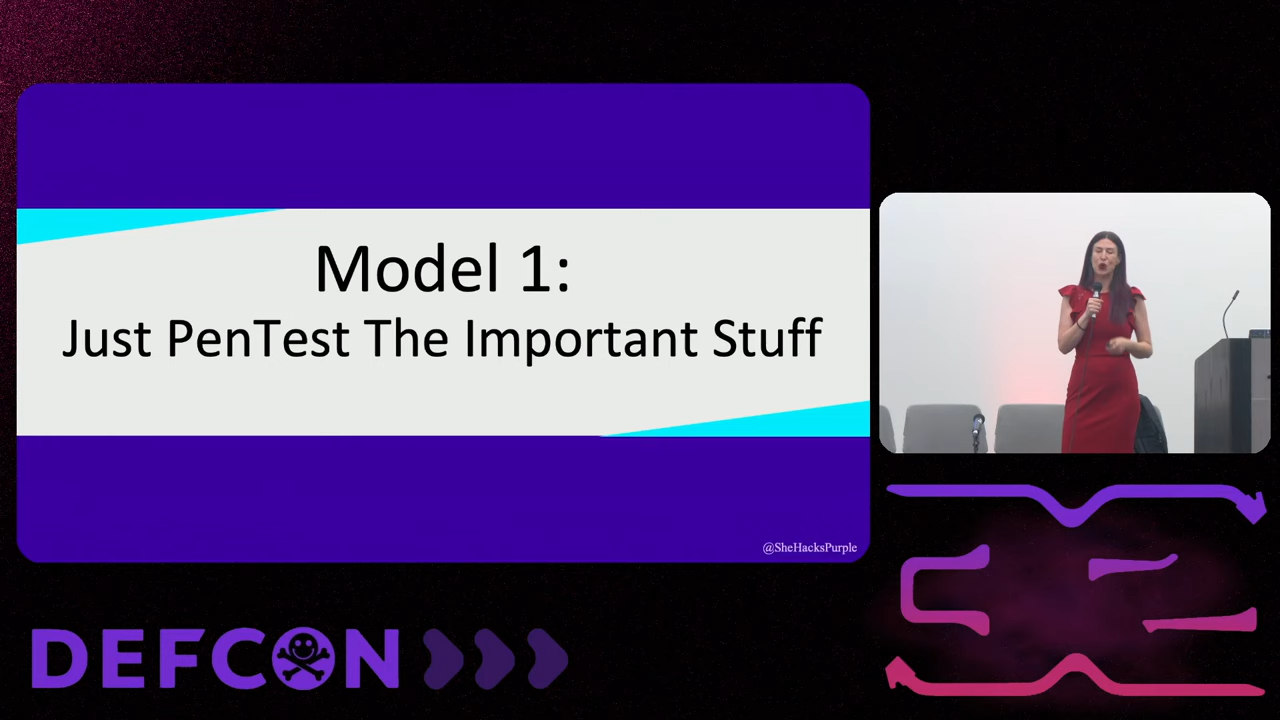 Model 1:
Just PenTest The Important Stuff
@SheHacksPurple
DEFCON